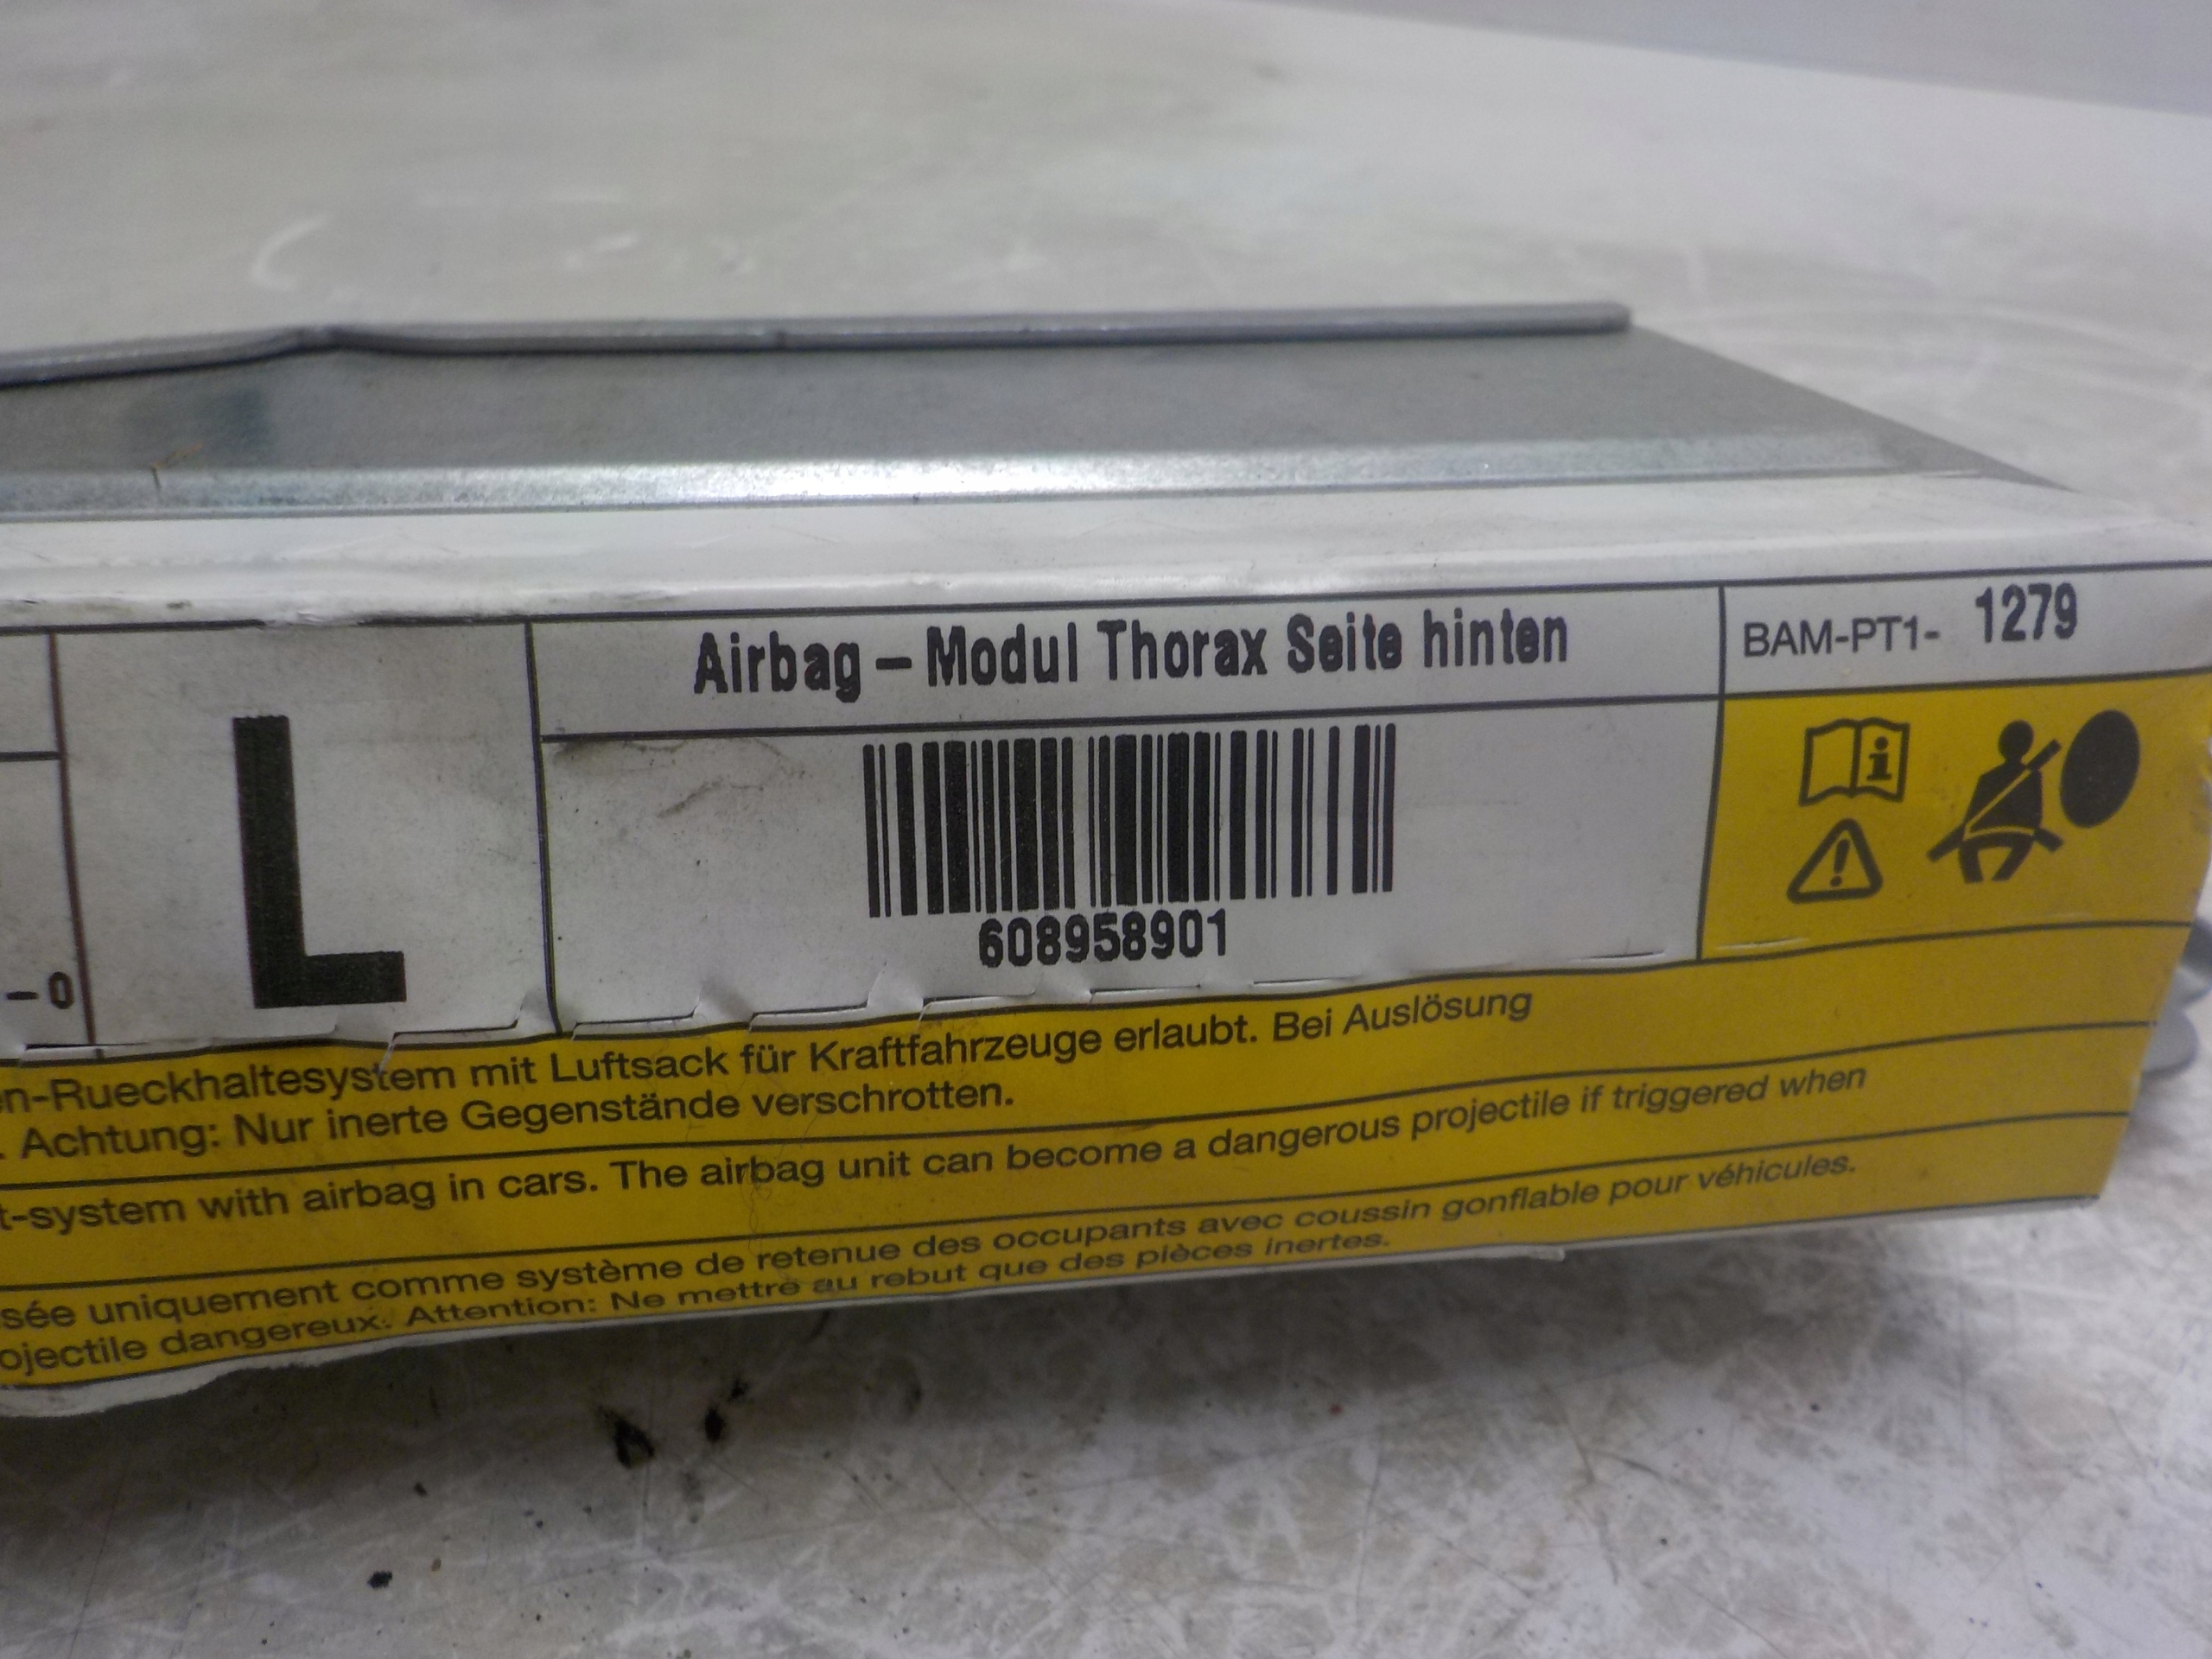 Airbag – Modul Thorax Seite hinten
BAM-PT1- 1279
L
608958901
-0
en-Rueckhaltesystem mit Luftsack für Kraftfahrzeuge erlaubt. Bei Auslösung
. Achtung: Nur inerte Gegenstände verschrotten.
t-system with airbag in cars. The airbag unit can become a dangerous projectile if triggered when
sée uniquement comme système de retenue des occupants avec coussin gonflable pour véhicules.
ojectile dangereux. Attention: Ne mettre au rebut que des pièces inertes.